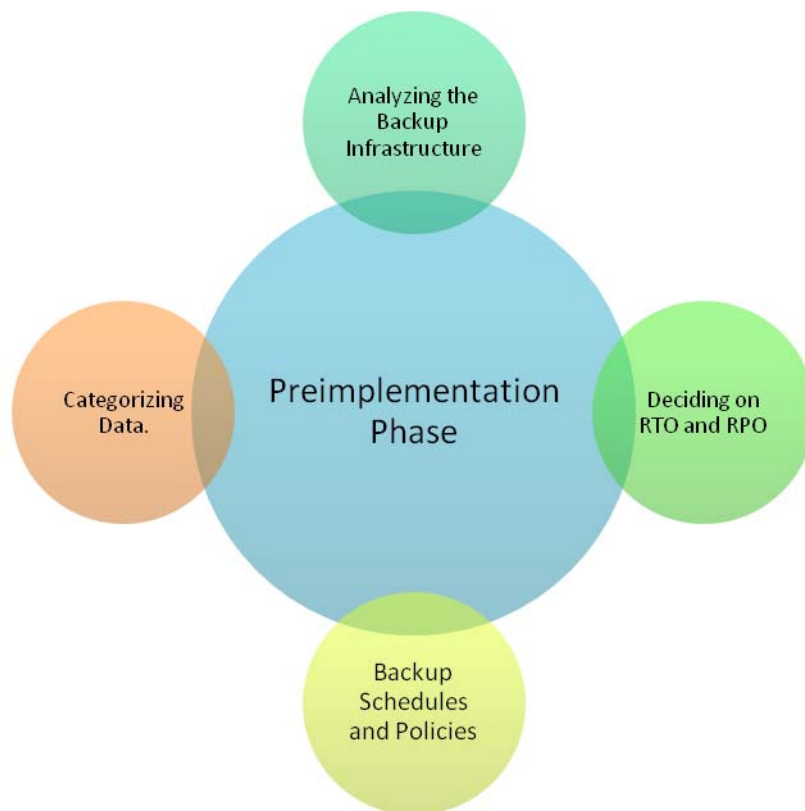 Analyzing the
Backup
Infrastructure
Categorizing
Data.
Preimplementation
Phase
Deciding on
RTO and RPO
Backup
Schedules
and Policies